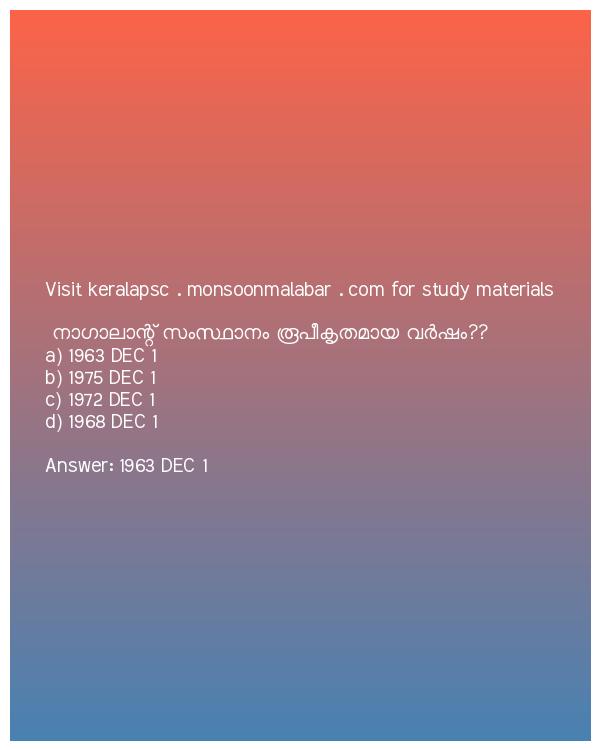 Visit keralapsc . monsoonmalabar . com for study materials
നാഗാലാന്റ് സംസ്ഥാനം രൂപീകൃതമായ വർഷം??
a) 1963 DEC 1
b) 1975 DEC 1
c) 1972 DEC 1
d) 1968 DEC 1
Answer: 1963 DEC 1